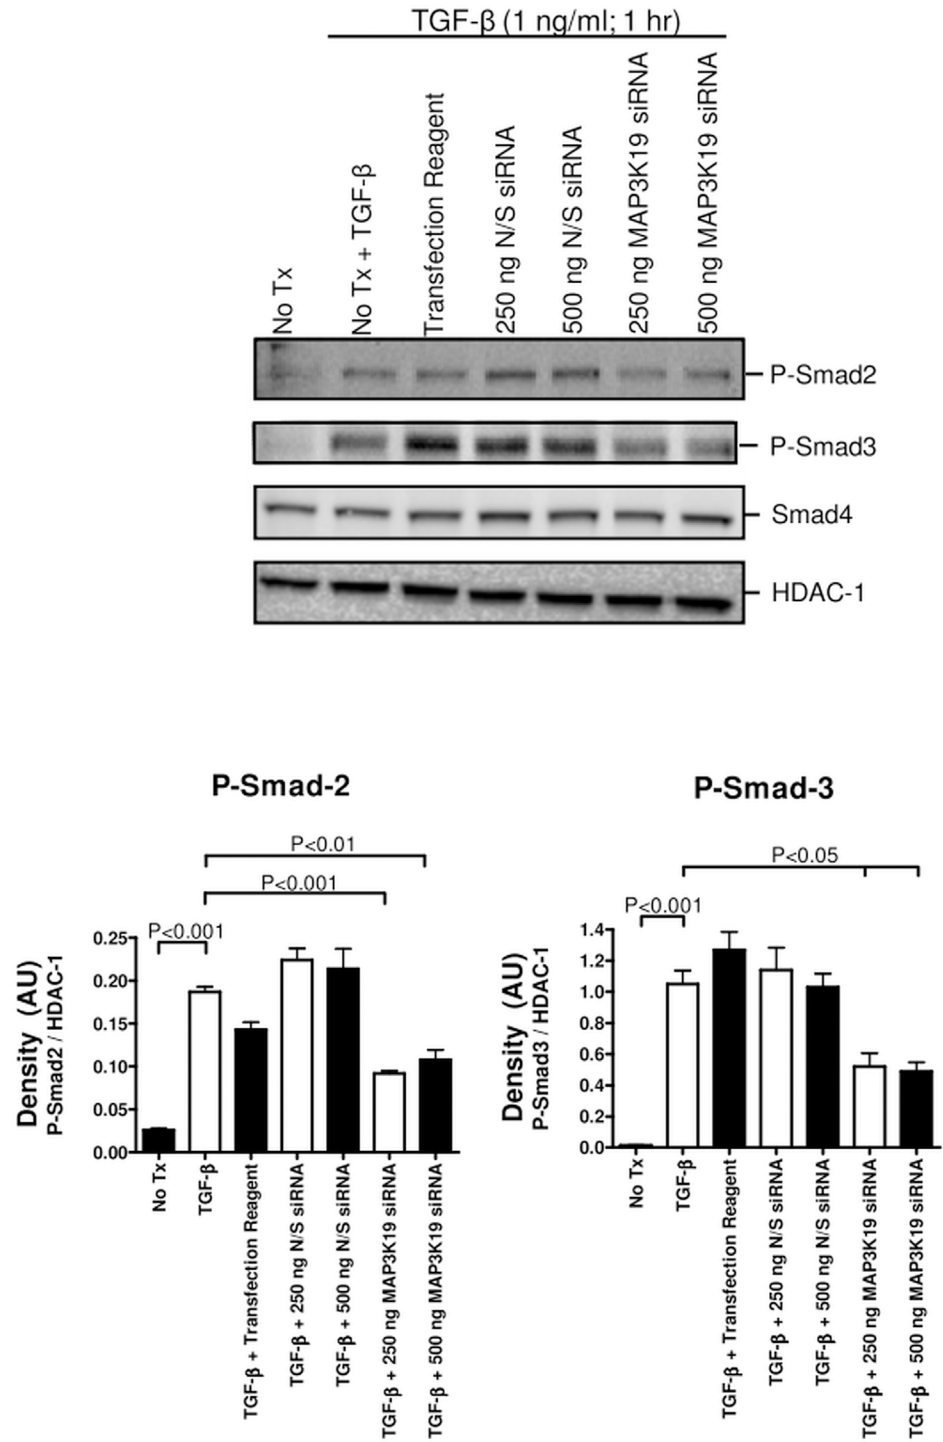 TGF-β (1 ng/ml; 1 hr)
No Tx
No Tx + TGF-β
Transfection Reagent
250 ng N/S siRNA
500 ng N/S siRNA
250 ng MAP3K19 siRNA
500 ng MAP3K19 siRNA
P-Smad2
P-Smad3
Smad4
HDAC-1
P-Smad-2
P<0.01
P<0.001
P<0.001
Density (AU)
P-Smad2 / HDAC-1
0.25
0.20
0.15
0.10
0.05
0.00
No Tx
TGF-β
TGF-β + Transfection Reagent
TGF-β + 250 ng N/S siRNA
TGF-β + 500 ng N/S siRNA
TGF-β + 250 ng MAP3K19 siRNA
TGF-β + 500 ng MAP3K19 siRNA
P-Smad-3
P<0.05
P<0.001
Density (AU)
P-Smad3 / HDAC-1
1.4
1.2
1.0
0.8
0.6
0.4
0.2
0.0
No Tx
TGF-β
TGF-β + Transfection Reagent
TGF-β + 250 ng N/S siRNA
TGF-β + 500 ng N/S siRNA
TGF-β + 250 ng MAP3K19 siRNA
TGF-β + 500 ng MAP3K19 siRNA